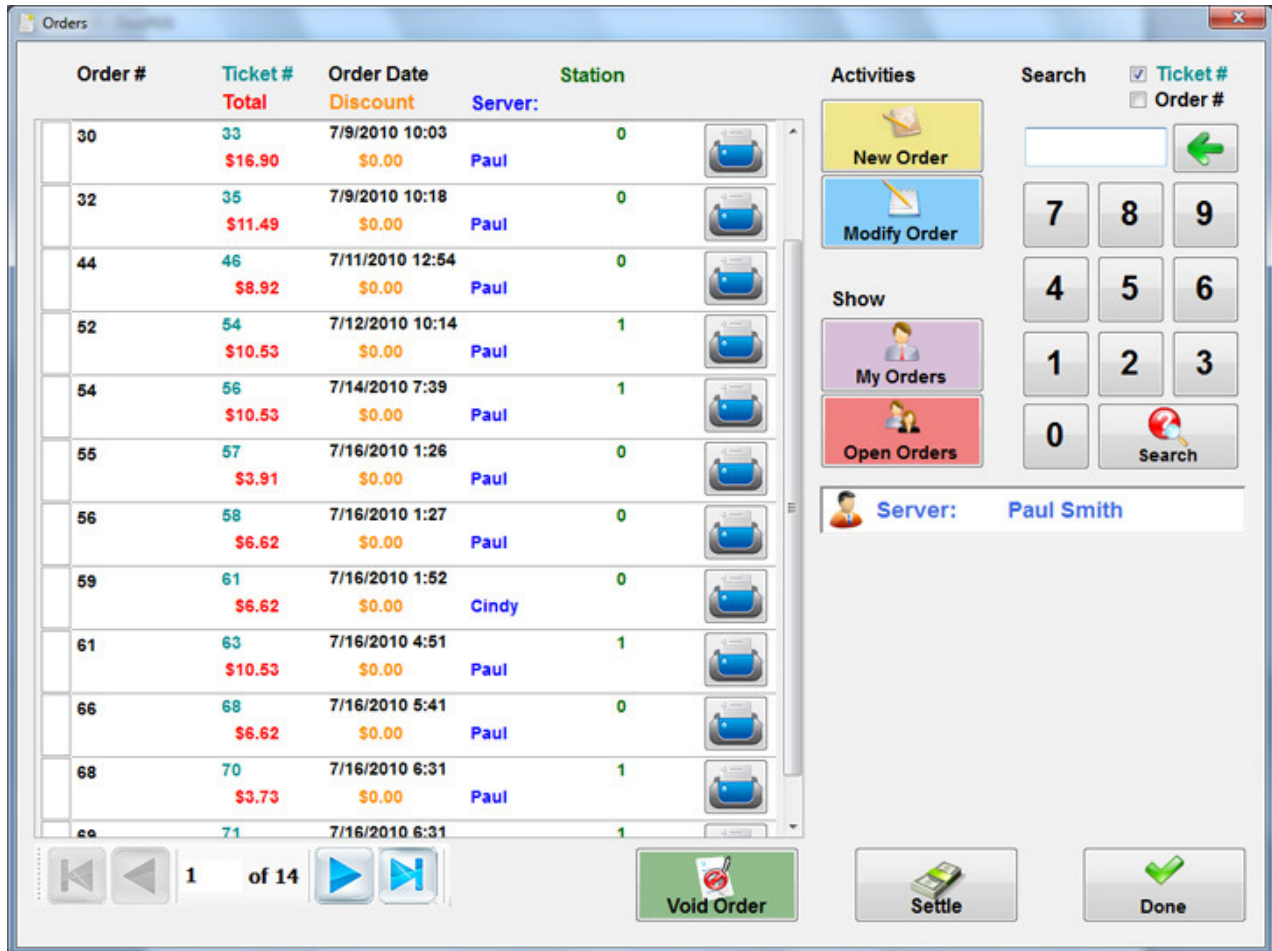 Orders
Order # Ticket # Order Date Station
Total Discount Server:
30 33 7/9/2010 10:03 0
$16.90 $0.00 Paul
32 35 7/9/2010 10:18 0
$11.49 $0.00 Paul
44 46 7/11/2010 12:54 0
$8.92 $0.00 Paul
52 54 7/12/2010 10:14 1
$10.53 $0.00 Paul
54 56 7/14/2010 7:39 1
$10.53 $0.00 Paul
55 57 7/16/2010 1:26 0
$3.91 $0.00 Paul
56 58 7/16/2010 1:27 0
$6.62 $0.00 Paul
59 61 7/16/2010 1:52 0
$6.62 $0.00 Cindy
61 63 7/16/2010 4:51 1
$10.53 $0.00 Paul
66 68 7/16/2010 5:41 0
$6.62 $0.00 Paul
68 70 7/16/2010 6:31 1
$3.73 $0.00 Paul
69 71 7/16/2010 6:31 1
1 of 14
Void Order
Settle
Done
Activities
New Order
Modify Order
Show
My Orders
Open Orders
Search Ticket #
Order #
7 8 9
4 5 6
1 2 3
0 Search
Server: Paul Smith